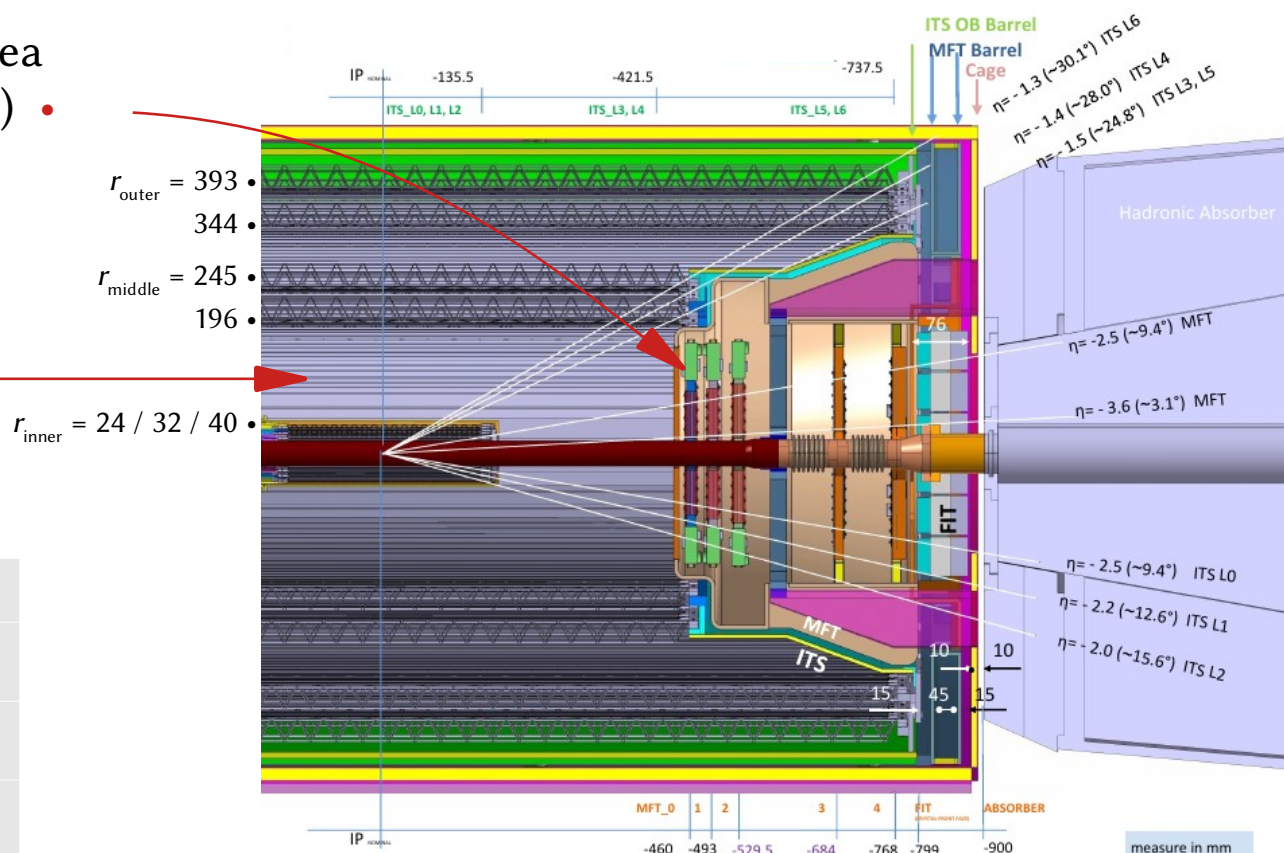 ea
) •
ITS OB Barrel
MFT Barrel
Cage
IP NOMINAL
-135.5
-421.5
-737.5
ITS_L0, L1, L2
ITS_L3, L4
ITS_L5, L6
η= - 1.3 (~30.1°) ITS L6
η= - 1.4 (~28.0°) ITS L4
η= - 1.5 (~24.8°) ITS L3, L5
r outer = 393 •
344 •
r middle = 245 •
196 •
r inner = 24 / 32 / 40 •
Hadronic Absorber
76
η= -2.5 (~9.4°) MFT
η= - 3.6 (~3.1°) MFT
FIT
η= - 2.5 (~9.4°) ITS L0
η= - 2.2 (~12.6°) ITS L1
η= - 2.0 (~15.6°) ITS L2
MFT
ITS
10
10
15
45
15
MFT_0
1
2
3
4
FIT
ABSORBER
IP NOMINAL
-460
-493
-529.5
-684
-768
-799
-900
measure in mm